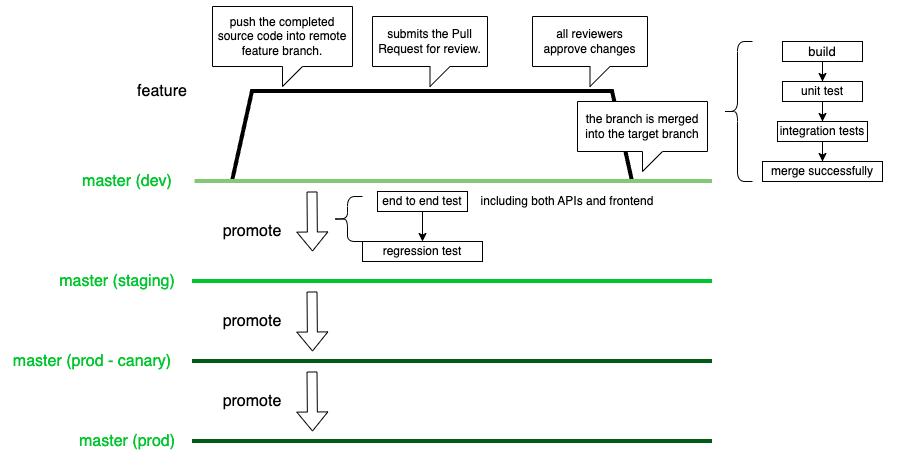 push the completed
source code into remote
feature branch.
submits the Pull
Request for review.
all reviewers
approve changes
build
feature
unit test
the branch is merged
into the target branch
integration tests
merge successfully
master (dev)
end to end test
including both APIs and frontend
promote
regression test
master (staging)
promote
master (prod - canary)
promote
master (prod)